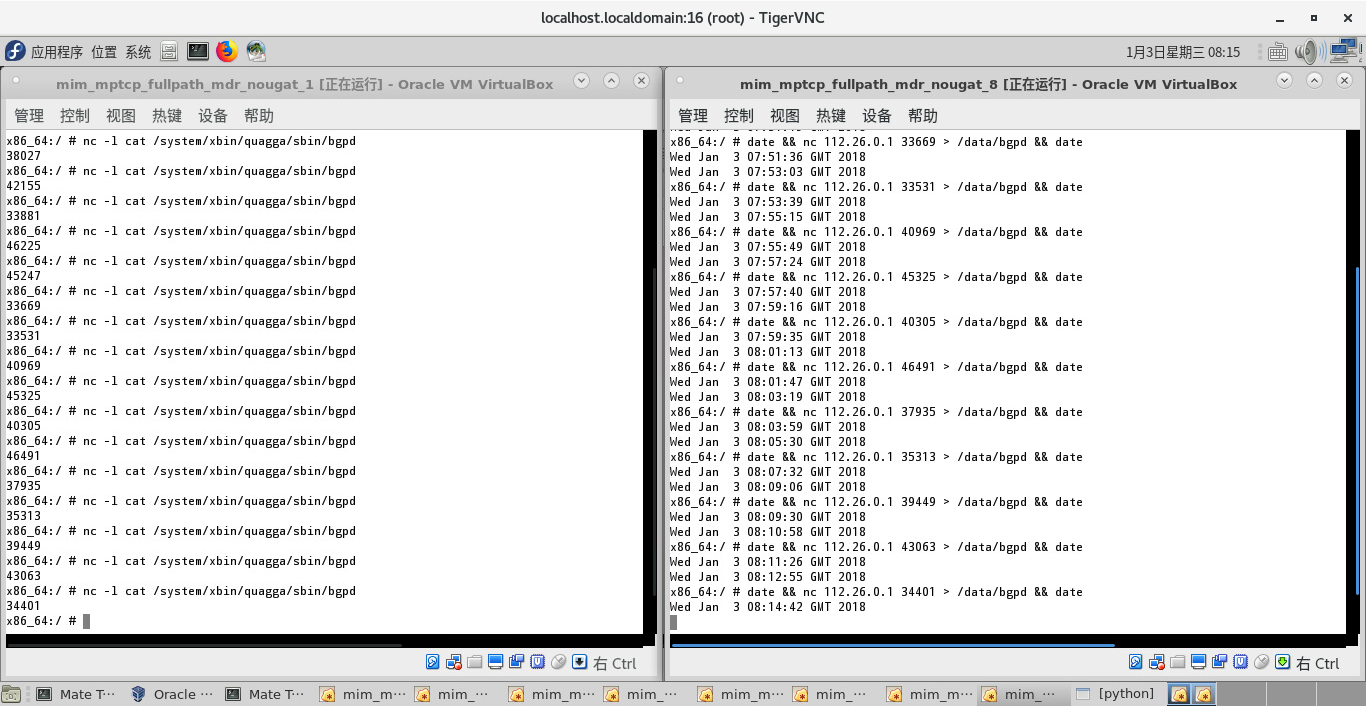 localhost.localdomain:16 (root) - TigerVNC
应用程序 位置 系统
1月3日星期三 08:15
mim_mptcp_fullpath_mdr_nougat_1 [正在运行] - Oracle VM VirtualBox
管理 控制 视图 热键 设备 帮助
x86_64:/ # nc -l cat /system/xbin/quagga/sbin/bgpd
38027
x86_64:/ # nc -l cat /system/xbin/quagga/sbin/bgpd
42155
x86_64:/ # nc -l cat /system/xbin/quagga/sbin/bgpd
33881
x86_64:/ # nc -l cat /system/xbin/quagga/sbin/bgpd
46225
x86_64:/ # nc -l cat /system/xbin/quagga/sbin/bgpd
45247
x86_64:/ # nc -l cat /system/xbin/quagga/sbin/bgpd
33669
x86_64:/ # nc -l cat /system/xbin/quagga/sbin/bgpd
33531
x86_64:/ # nc -l cat /system/xbin/quagga/sbin/bgpd
40969
x86_64:/ # nc -l cat /system/xbin/quagga/sbin/bgpd
45325
x86_64:/ # nc -l cat /system/xbin/quagga/sbin/bgpd
40305
x86_64:/ # nc -l cat /system/xbin/quagga/sbin/bgpd
46491
x86_64:/ # nc -l cat /system/xbin/quagga/sbin/bgpd
37935
x86_64:/ # nc -l cat /system/xbin/quagga/sbin/bgpd
35313
x86_64:/ # nc -l cat /system/xbin/quagga/sbin/bgpd
39449
x86_64:/ # nc -l cat /system/xbin/quagga/sbin/bgpd
43063
x86_64:/ # nc -l cat /system/xbin/quagga/sbin/bgpd
34401
x86_64:/ #
右 Ctrl
mim_mptcp_fullpath_mdr_nougat_8 [正在运行] - Oracle VM VirtualBox
管理 控制 视图 热键 设备 帮助
x86_64:/ # date && nc 112.26.0.1 33669 > /data/bgpd && date
Wed Jan  3 07:51:36 GMT 2018
Wed Jan  3 07:53:03 GMT 2018
x86_64:/ # date && nc 112.26.0.1 33531 > /data/bgpd && date
Wed Jan  3 07:53:39 GMT 2018
Wed Jan  3 07:55:15 GMT 2018
x86_64:/ # date && nc 112.26.0.1 40969 > /data/bgpd && date
Wed Jan  3 07:55:49 GMT 2018
Wed Jan  3 07:57:24 GMT 2018
x86_64:/ # date && nc 112.26.0.1 45325 > /data/bgpd && date
Wed Jan  3 07:57:40 GMT 2018
Wed Jan  3 07:59:16 GMT 2018
x86_64:/ # date && nc 112.26.0.1 40305 > /data/bgpd && date
Wed Jan  3 07:59:35 GMT 2018
Wed Jan  3 08:01:13 GMT 2018
x86_64:/ # date && nc 112.26.0.1 46491 > /data/bgpd && date
Wed Jan  3 08:01:47 GMT 2018
Wed Jan  3 08:03:19 GMT 2018
x86_64:/ # date && nc 112.26.0.1 37935 > /data/bgpd && date
Wed Jan  3 08:03:59 GMT 2018
Wed Jan  3 08:05:30 GMT 2018
x86_64:/ # date && nc 112.26.0.1 35313 > /data/bgpd && date
Wed Jan  3 08:07:32 GMT 2018
Wed Jan  3 08:09:06 GMT 2018
x86_64:/ # date && nc 112.26.0.1 39449 > /data/bgpd && date
Wed Jan  3 08:09:30 GMT 2018
Wed Jan  3 08:10:58 GMT 2018
x86_64:/ # date && nc 112.26.0.1 43063 > /data/bgpd && date
Wed Jan  3 08:11:26 GMT 2018
Wed Jan  3 08:12:55 GMT 2018
x86_64:/ # date && nc 112.26.0.1 34401 > /data/bgpd && date
Wed Jan  3 08:14:42 GMT 2018
右 Ctrl
Mate T··· Oracle ··· Mate T··· mim_m··· mim_ ··· mim_m··· mim_ ··· mim_m··· mim_ ··· mim_m··· mim_ ··· [python]